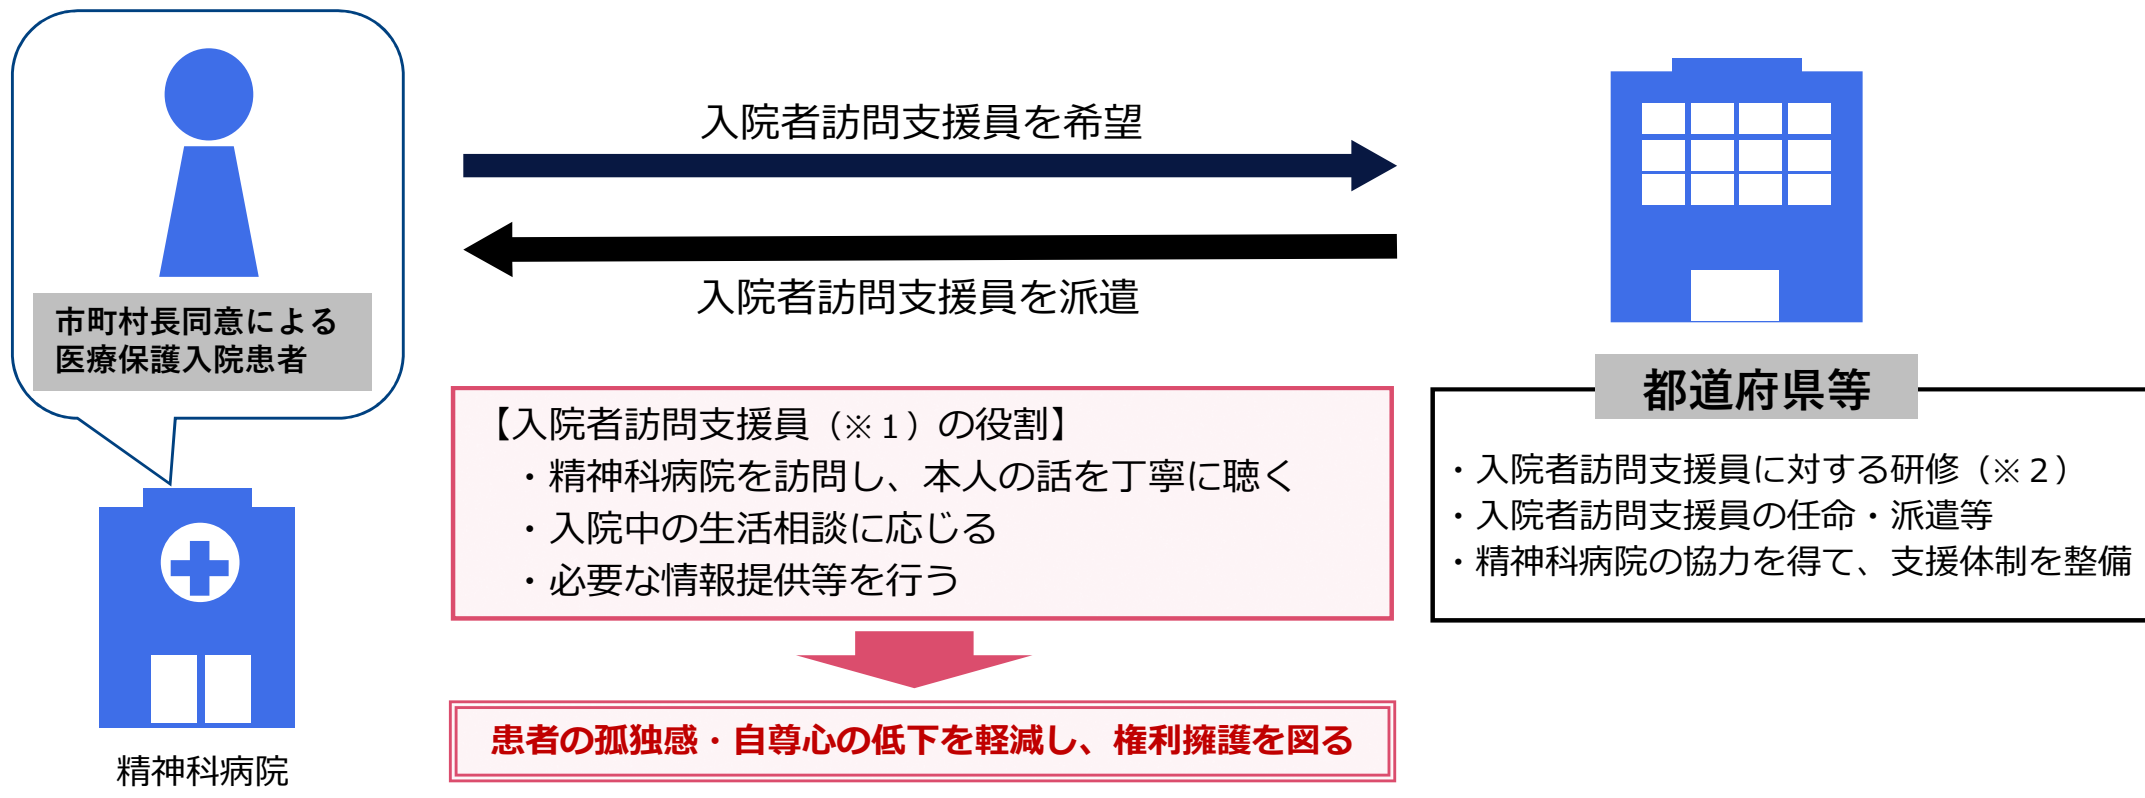 入院者訪問支援員を希望
入院者訪問支援員を派遣
市町村長同意による
医療保護入院患者
精神科病院
【入院者訪問支援員（※１）の役割】
・精神科病院を訪問し、本人の話を丁寧に聴く
・入院中の生活相談に応じる
・必要な情報提供等を行う
患者の孤独感・自尊心の低下を軽減し、権利擁護を図る
都道府県等
・入院者訪問支援員に対する研修（※２）
・入院者訪問支援員の任命・派遣等
・精神科病院の協力を得て、支援体制を整備